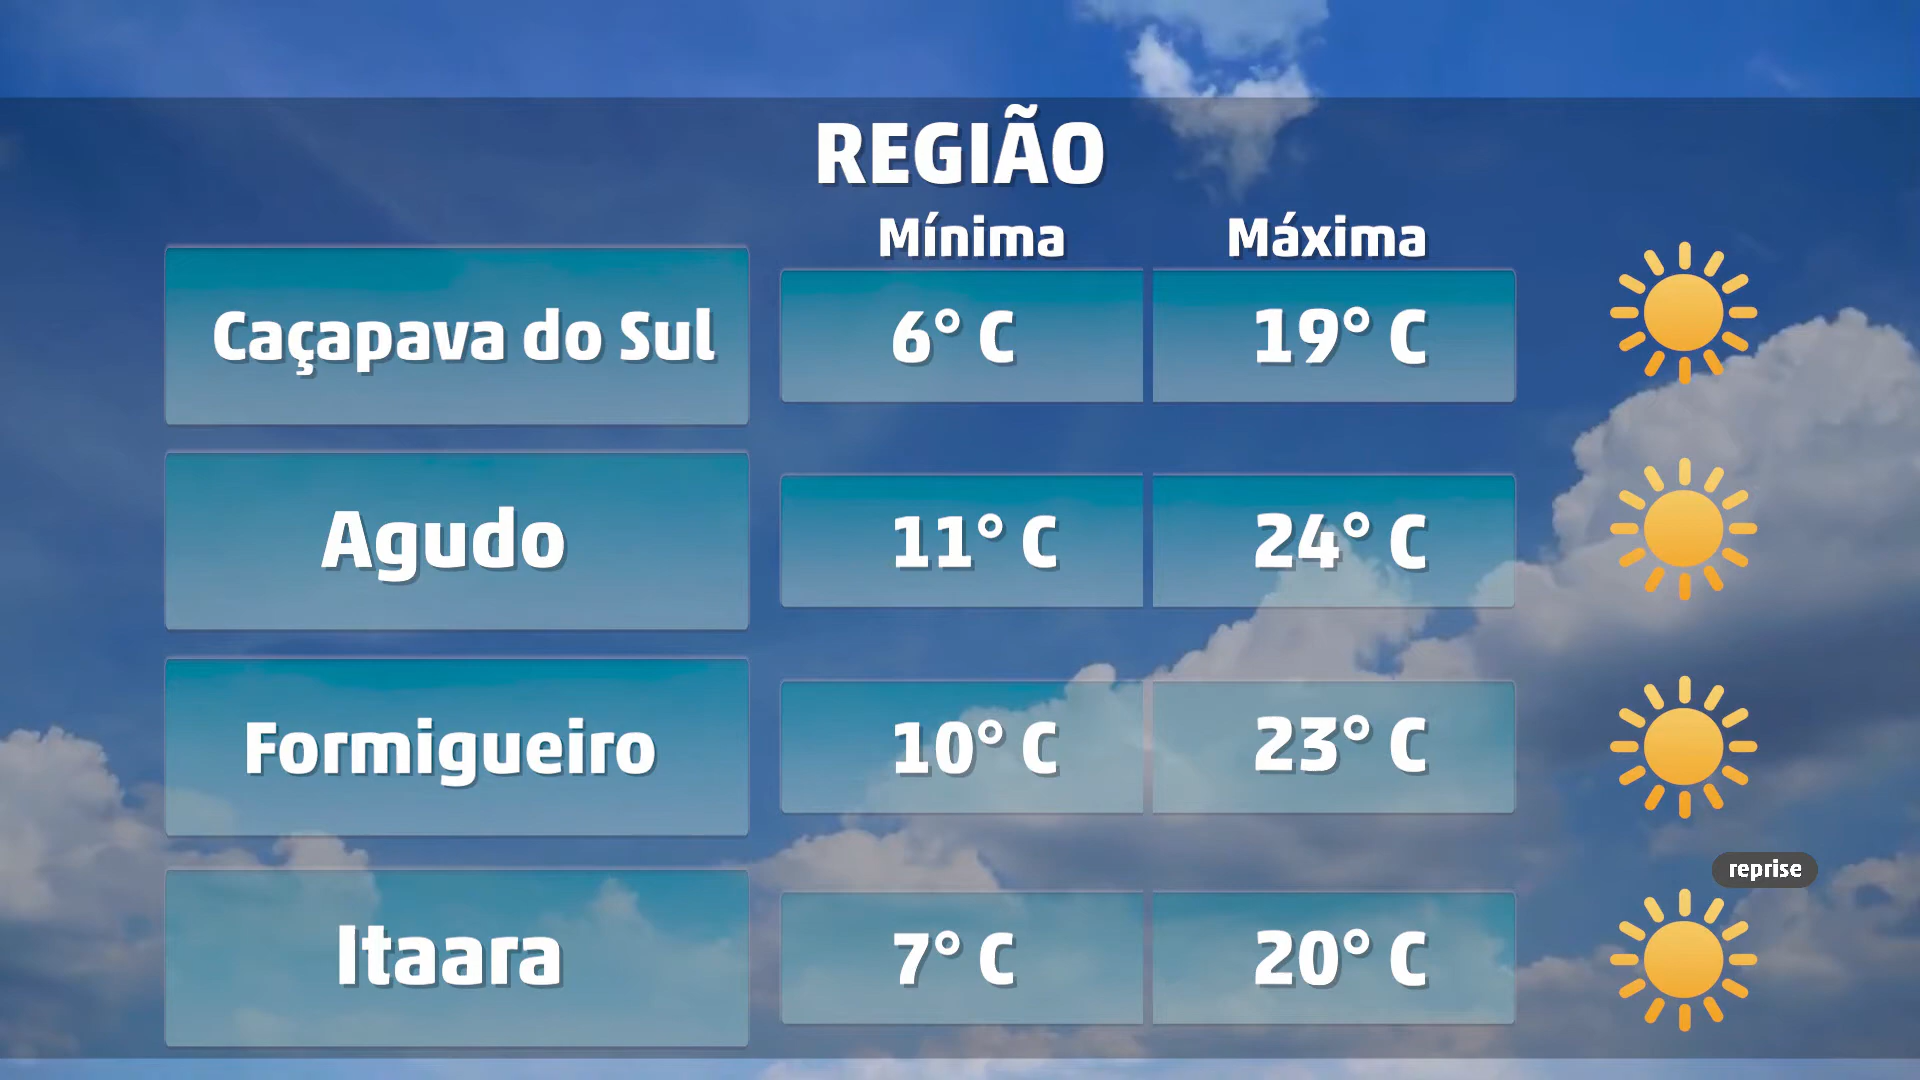 REGIÃO
Mínima Máxima
Caçapava do Sul 6° C 19° C
Agudo 11° C 24° C
Formigueiro 10° C 23° C
reprise
Itaara 7° C 20° C